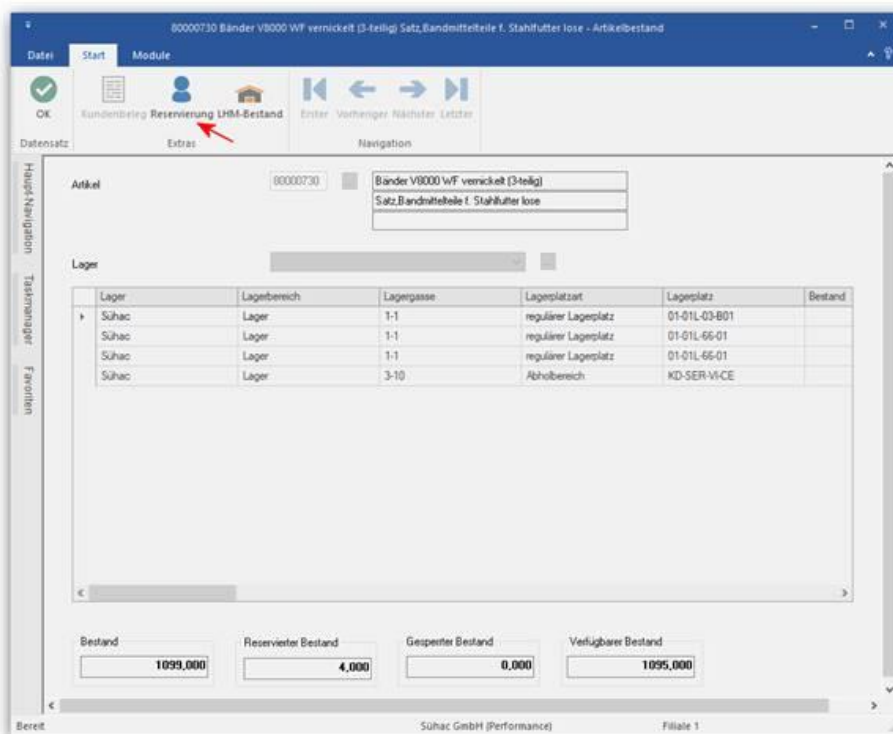 80000730 Bänder V8000 WF vernickelt (3-teilig) Satz,Bandmittelteile f. Stahlfutter lose - Artikelbestand
Datei Start Module
OK Kundenbeleg Reservierung LHM-Bestand Erster Vorheriger Nächster Letzter
Datensatz Extras Navigation
Haupt-Navigation
Taskmanager
Favoriten
Artikel 80000730 Bänder V8000 WF vernickelt (3-teilig)
Satz,Bandmittelteile f. Stahlfutter lose
Lager
Lager Lagerbereich Lagergasse Lagerplatzart Lagerplatz Bestand
Sühac Lager 1-1 regulärer Lagerplatz 01-01L-03-B01
Sühac Lager 1-1 regulärer Lagerplatz 01-01L-66-01
Sühac Lager 1-1 regulärer Lagerplatz 01-01L-66-01
Sühac Lager 3-10 Abholbereich KD-SER-VI-CE
Bestand Reservierter Bestand Gesperrter Bestand Verfügbarer Bestand
1099,000 4,000 0,000 1095,000
Bereit Sühac GmbH (Performance) Filiale 1